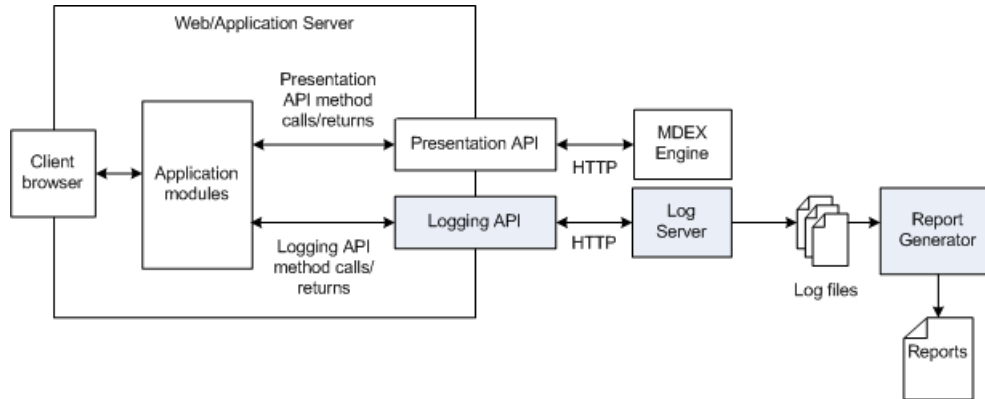 Web/Application Server
Presentation
API method
calls/returns
Client
browser
Application
modules
Presentation API
HTTP
MDEX
Engine
Logging API
HTTP
Log
Server
Logging API
method calls/
returns
Log files
Report
Generator
Reports